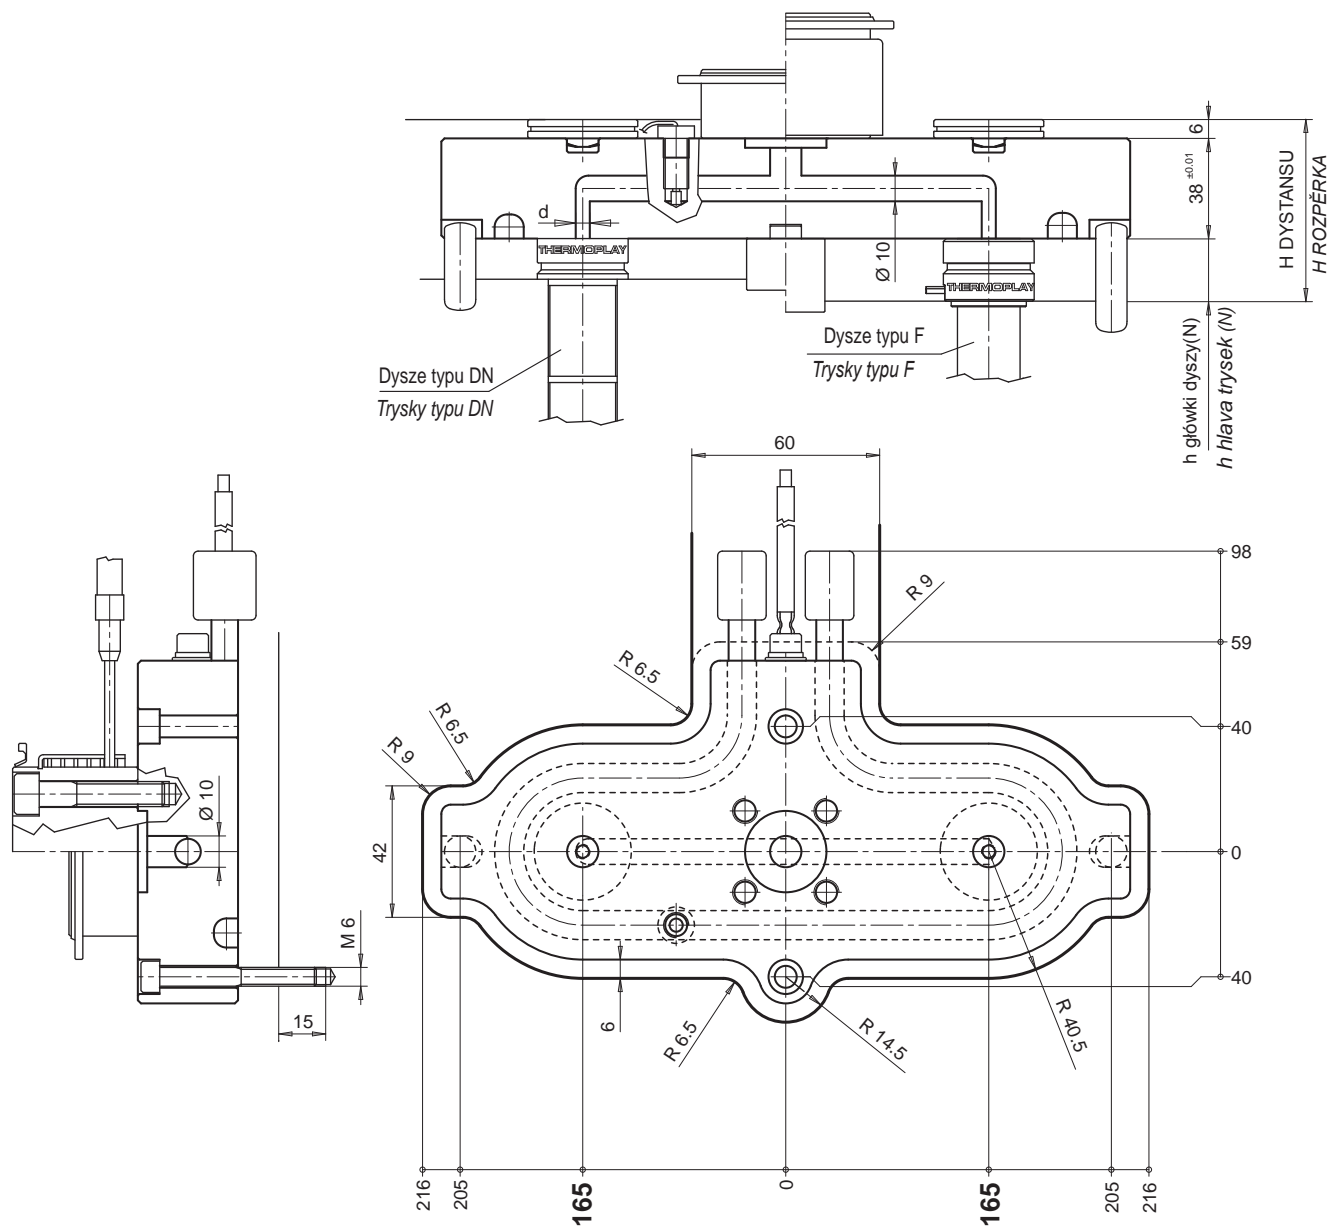 6
38 ±0.01
H DYSTANSU
H ROZPĚRKA
d
Ø 10
THERMOPLAY
THERMOPLAY
Dysze typu F
Trysky typu F
Dysze typu DN
Trysky typu DN
h główki dyszy(N)
h hlava trysek (N)
60
98
R 9
59
R 6.5
R 6.5
40
R 9
Ø 10
42
0
M 6
40
15
6
R 6.5
R 14.5
R 40.5
216
205
165
0
165
205
216